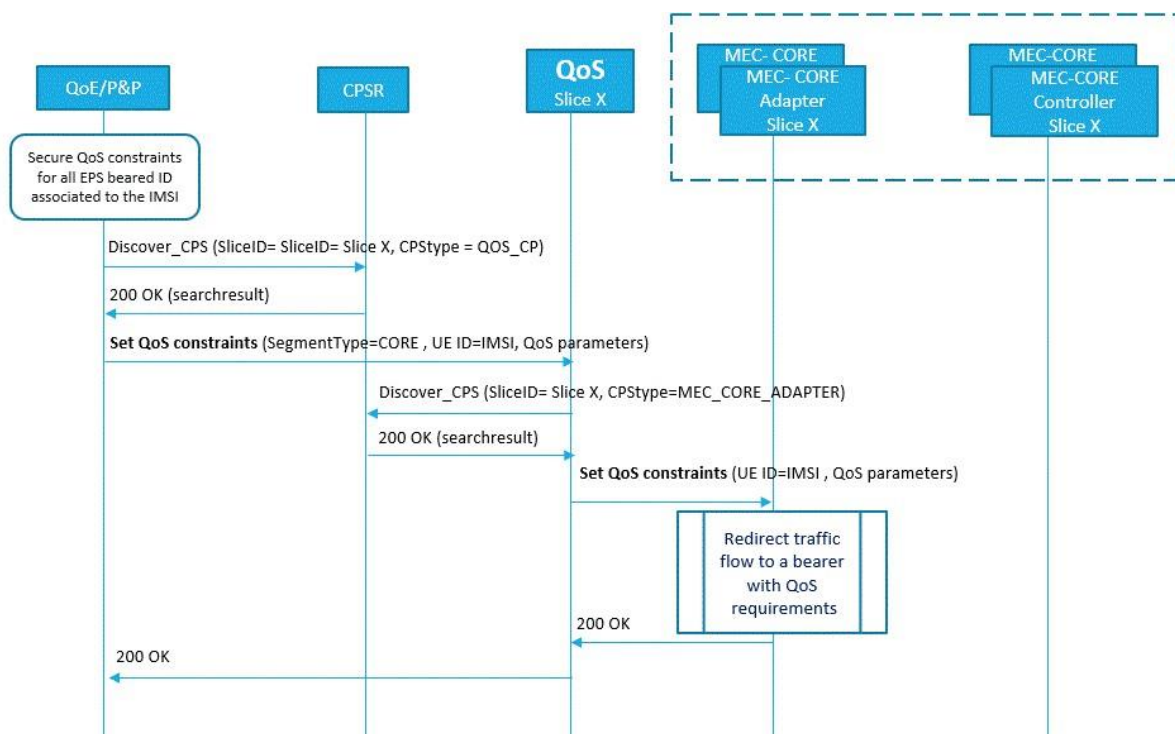 QoE/P&P
CPSR
QoS
Slice X
MEC- CORE
MEC- CORE
Adapter
Slice X
MEC-CORE
MEC-CORE
Controller
Slice X
Secure QoS constraints
for all EPS beared ID
associated to the IMSI
Discover_CPS (SliceID= SliceID= Slice X, CPStype = QOS_CP)
200 OK (searchresult)
Set QoS constraints (SegmentType=CORE , UE ID=IMSI, QoS parameters)
Discover_CPS (SliceID= Slice X, CPStype=MEC_CORE_ADAPTER)
200 OK (searchresult)
Set QoS constraints (UE ID=IMSI , QoS parameters)
Redirect traffic
flow to a bearer
with QoS
requirements
200 OK
200 OK